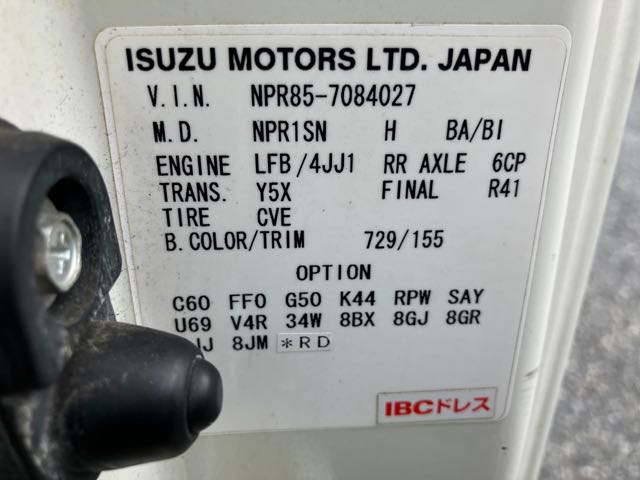 ISUZU MOTORS LTD. JAPAN
V.I.N. NPR85-7084027
M.D. NPR1SN H BA/BI
ENGINE LFB/4JJ1 RR AXLE 6CP
TRANS. Y5X FINAL R41
TIRE CVE
B.COLOR/TRIM 729/155
OPTION
C60 FF0 G50 K44 RPW SAY
U69 V4R 34W 8BX 8GJ 8GR
8JM *RD
IBCドレス